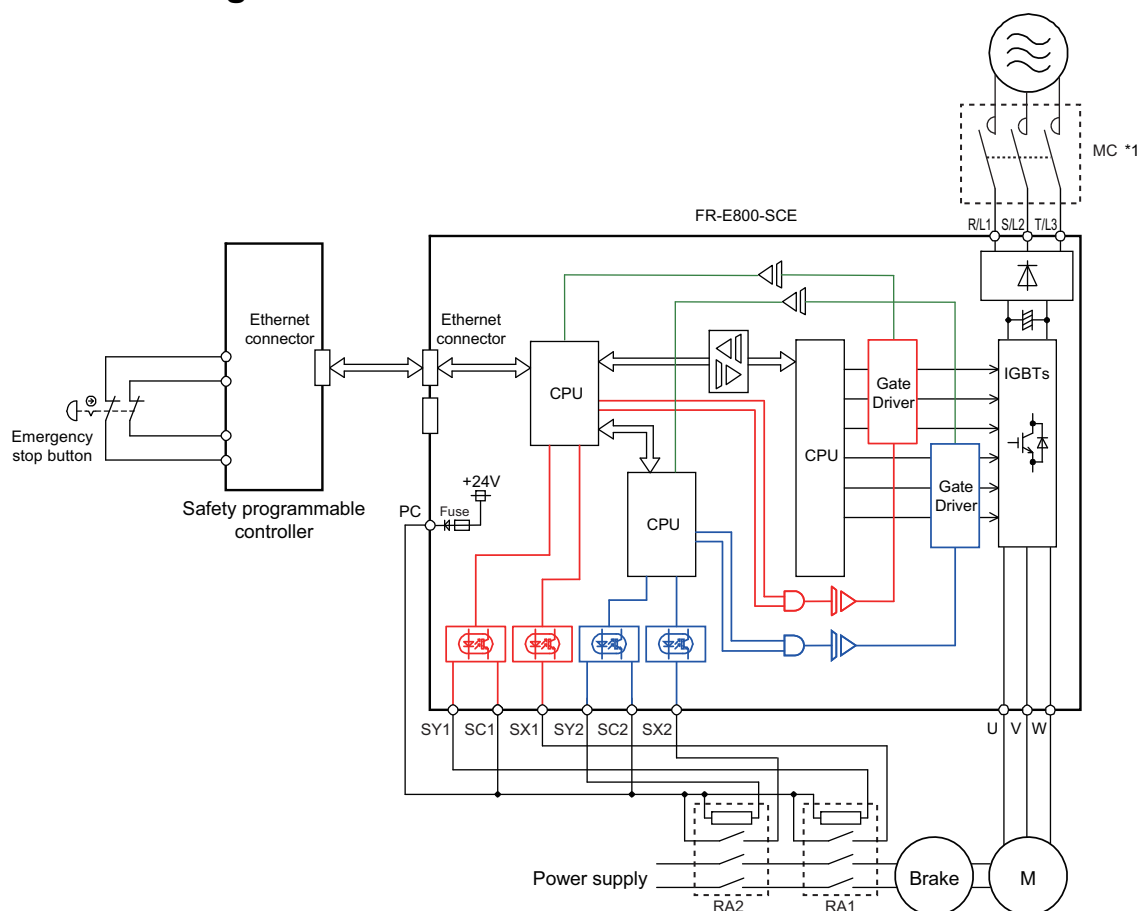 MC *1
FR-E800-SCE
R/L1 S/L2 T/L3
Ethernet
connector
Ethernet
connector
CPU
Gate
Driver
IGBTs
Emergency
stop button
CPU
Gate
Driver
+24V
PC
Fuse
CPU
Safety programmable
controller
SY1 SC1 SX1 SY2 SC2 SX2
U V W
Power supply
Brake
M
RA2
RA1